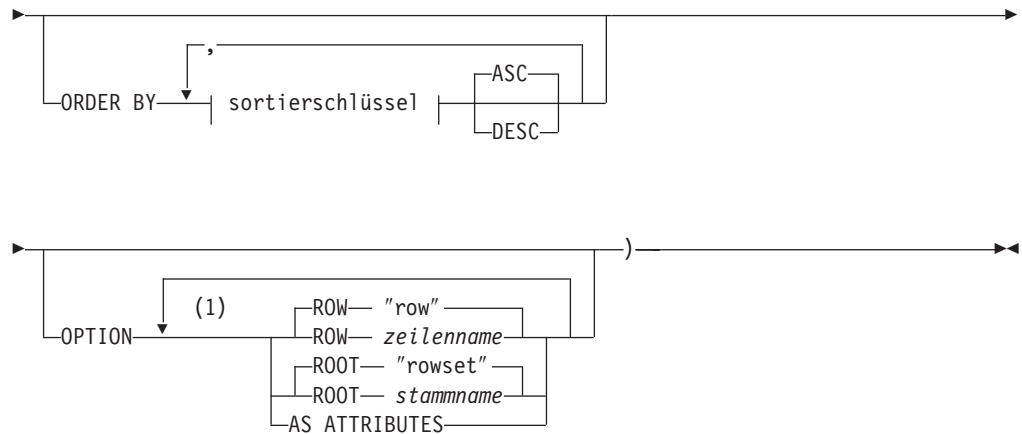 ,
ASC
ORDER BY sortierschlüssel
DESC
)
(1) ROW "row"
OPTION ROW zeilenname
ROOT "rowset"
ROOT stammname
AS ATTRIBUTES